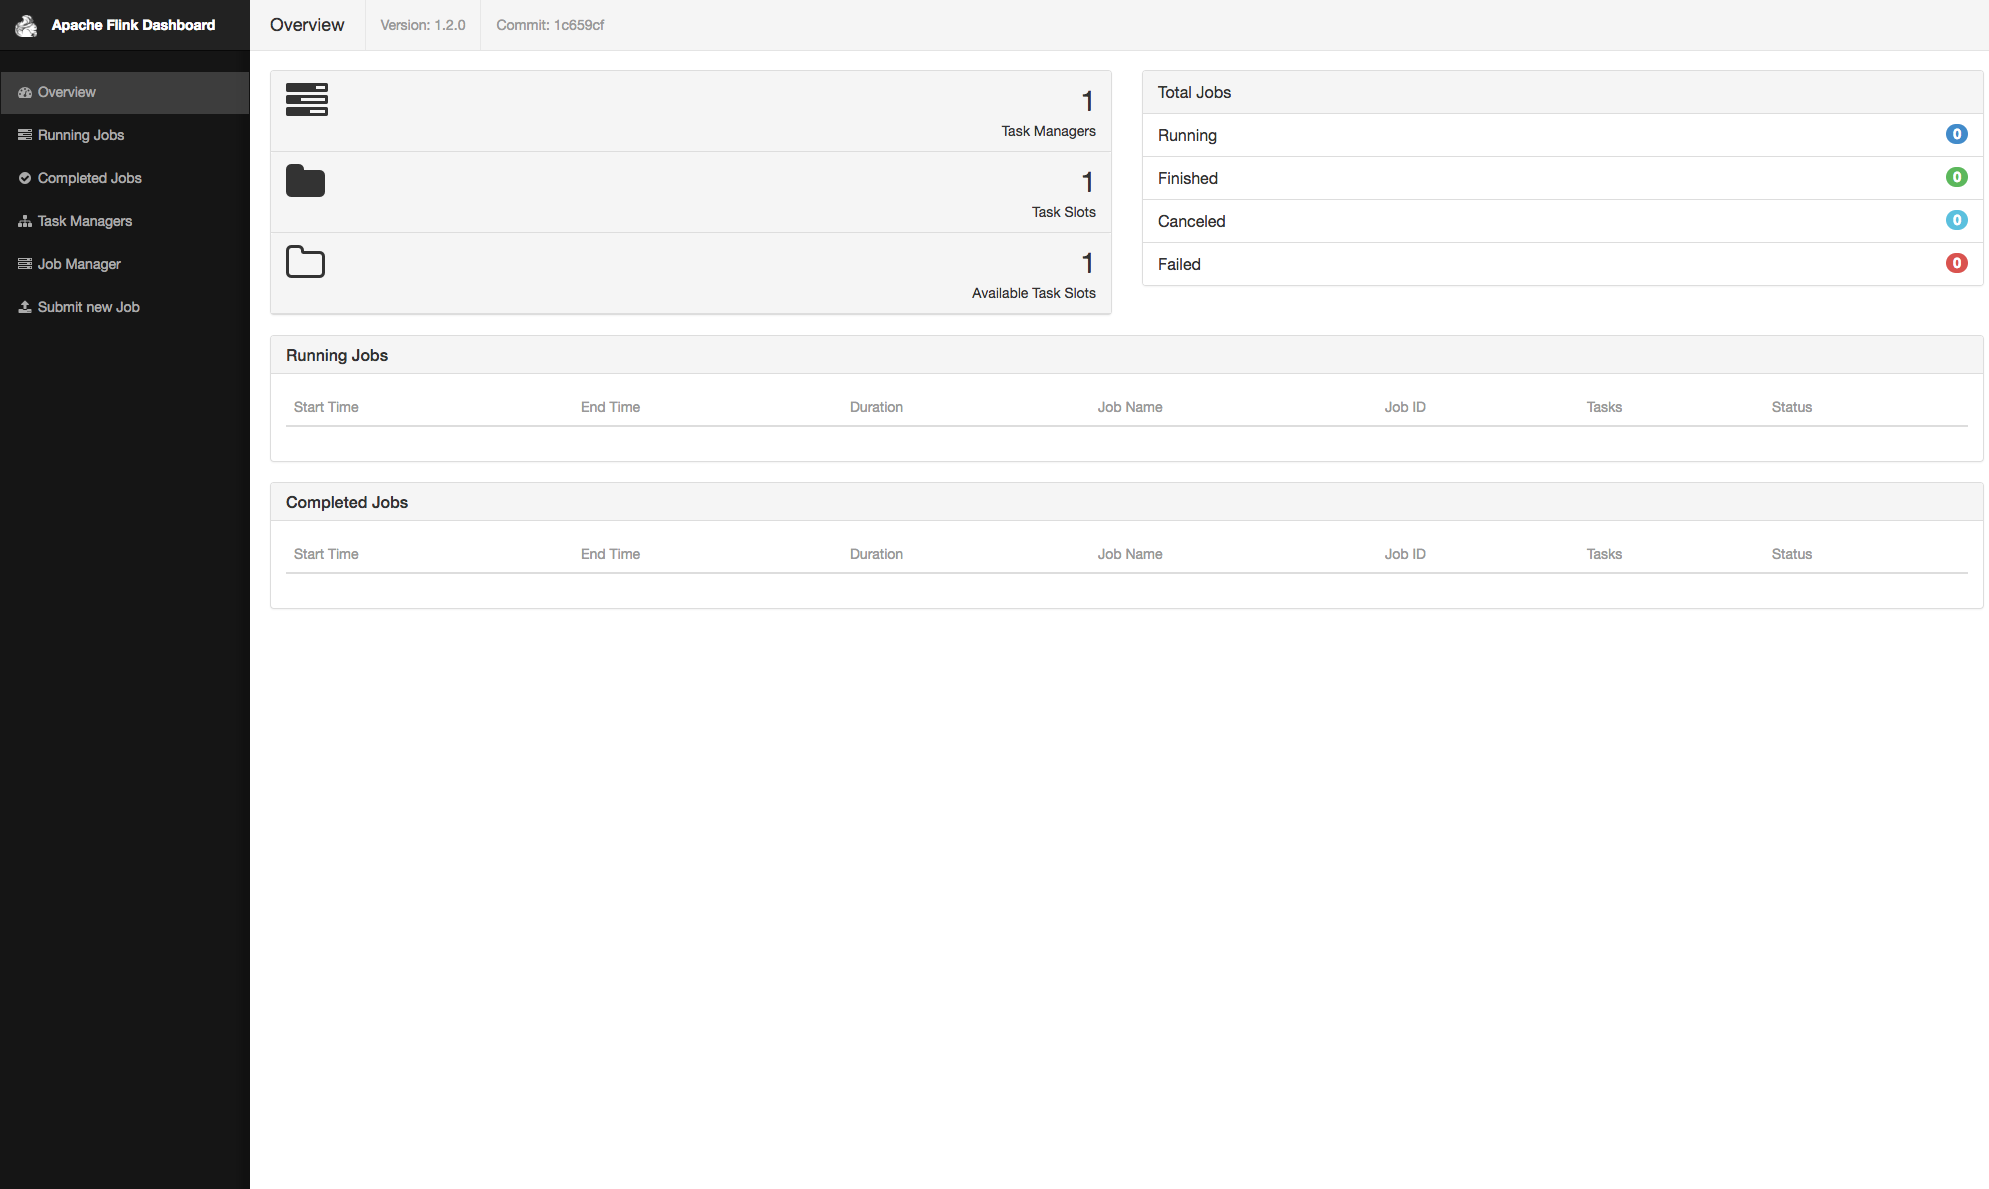 Apache Flink Dashboard
Overview
Running Jobs
Completed Jobs
Task Managers
Job Manager
Submit new Job
Overview
Version: 1.2.0
Commit: 1c659cf
1
Task Managers
1
Task Slots
1
Available Task Slots
Total Jobs
Running 0
Finished 0
Canceled 0
Failed 0
Running Jobs
Start Time End Time Duration Job Name Job ID Tasks Status
Completed Jobs
Start Time End Time Duration Job Name Job ID Tasks Status